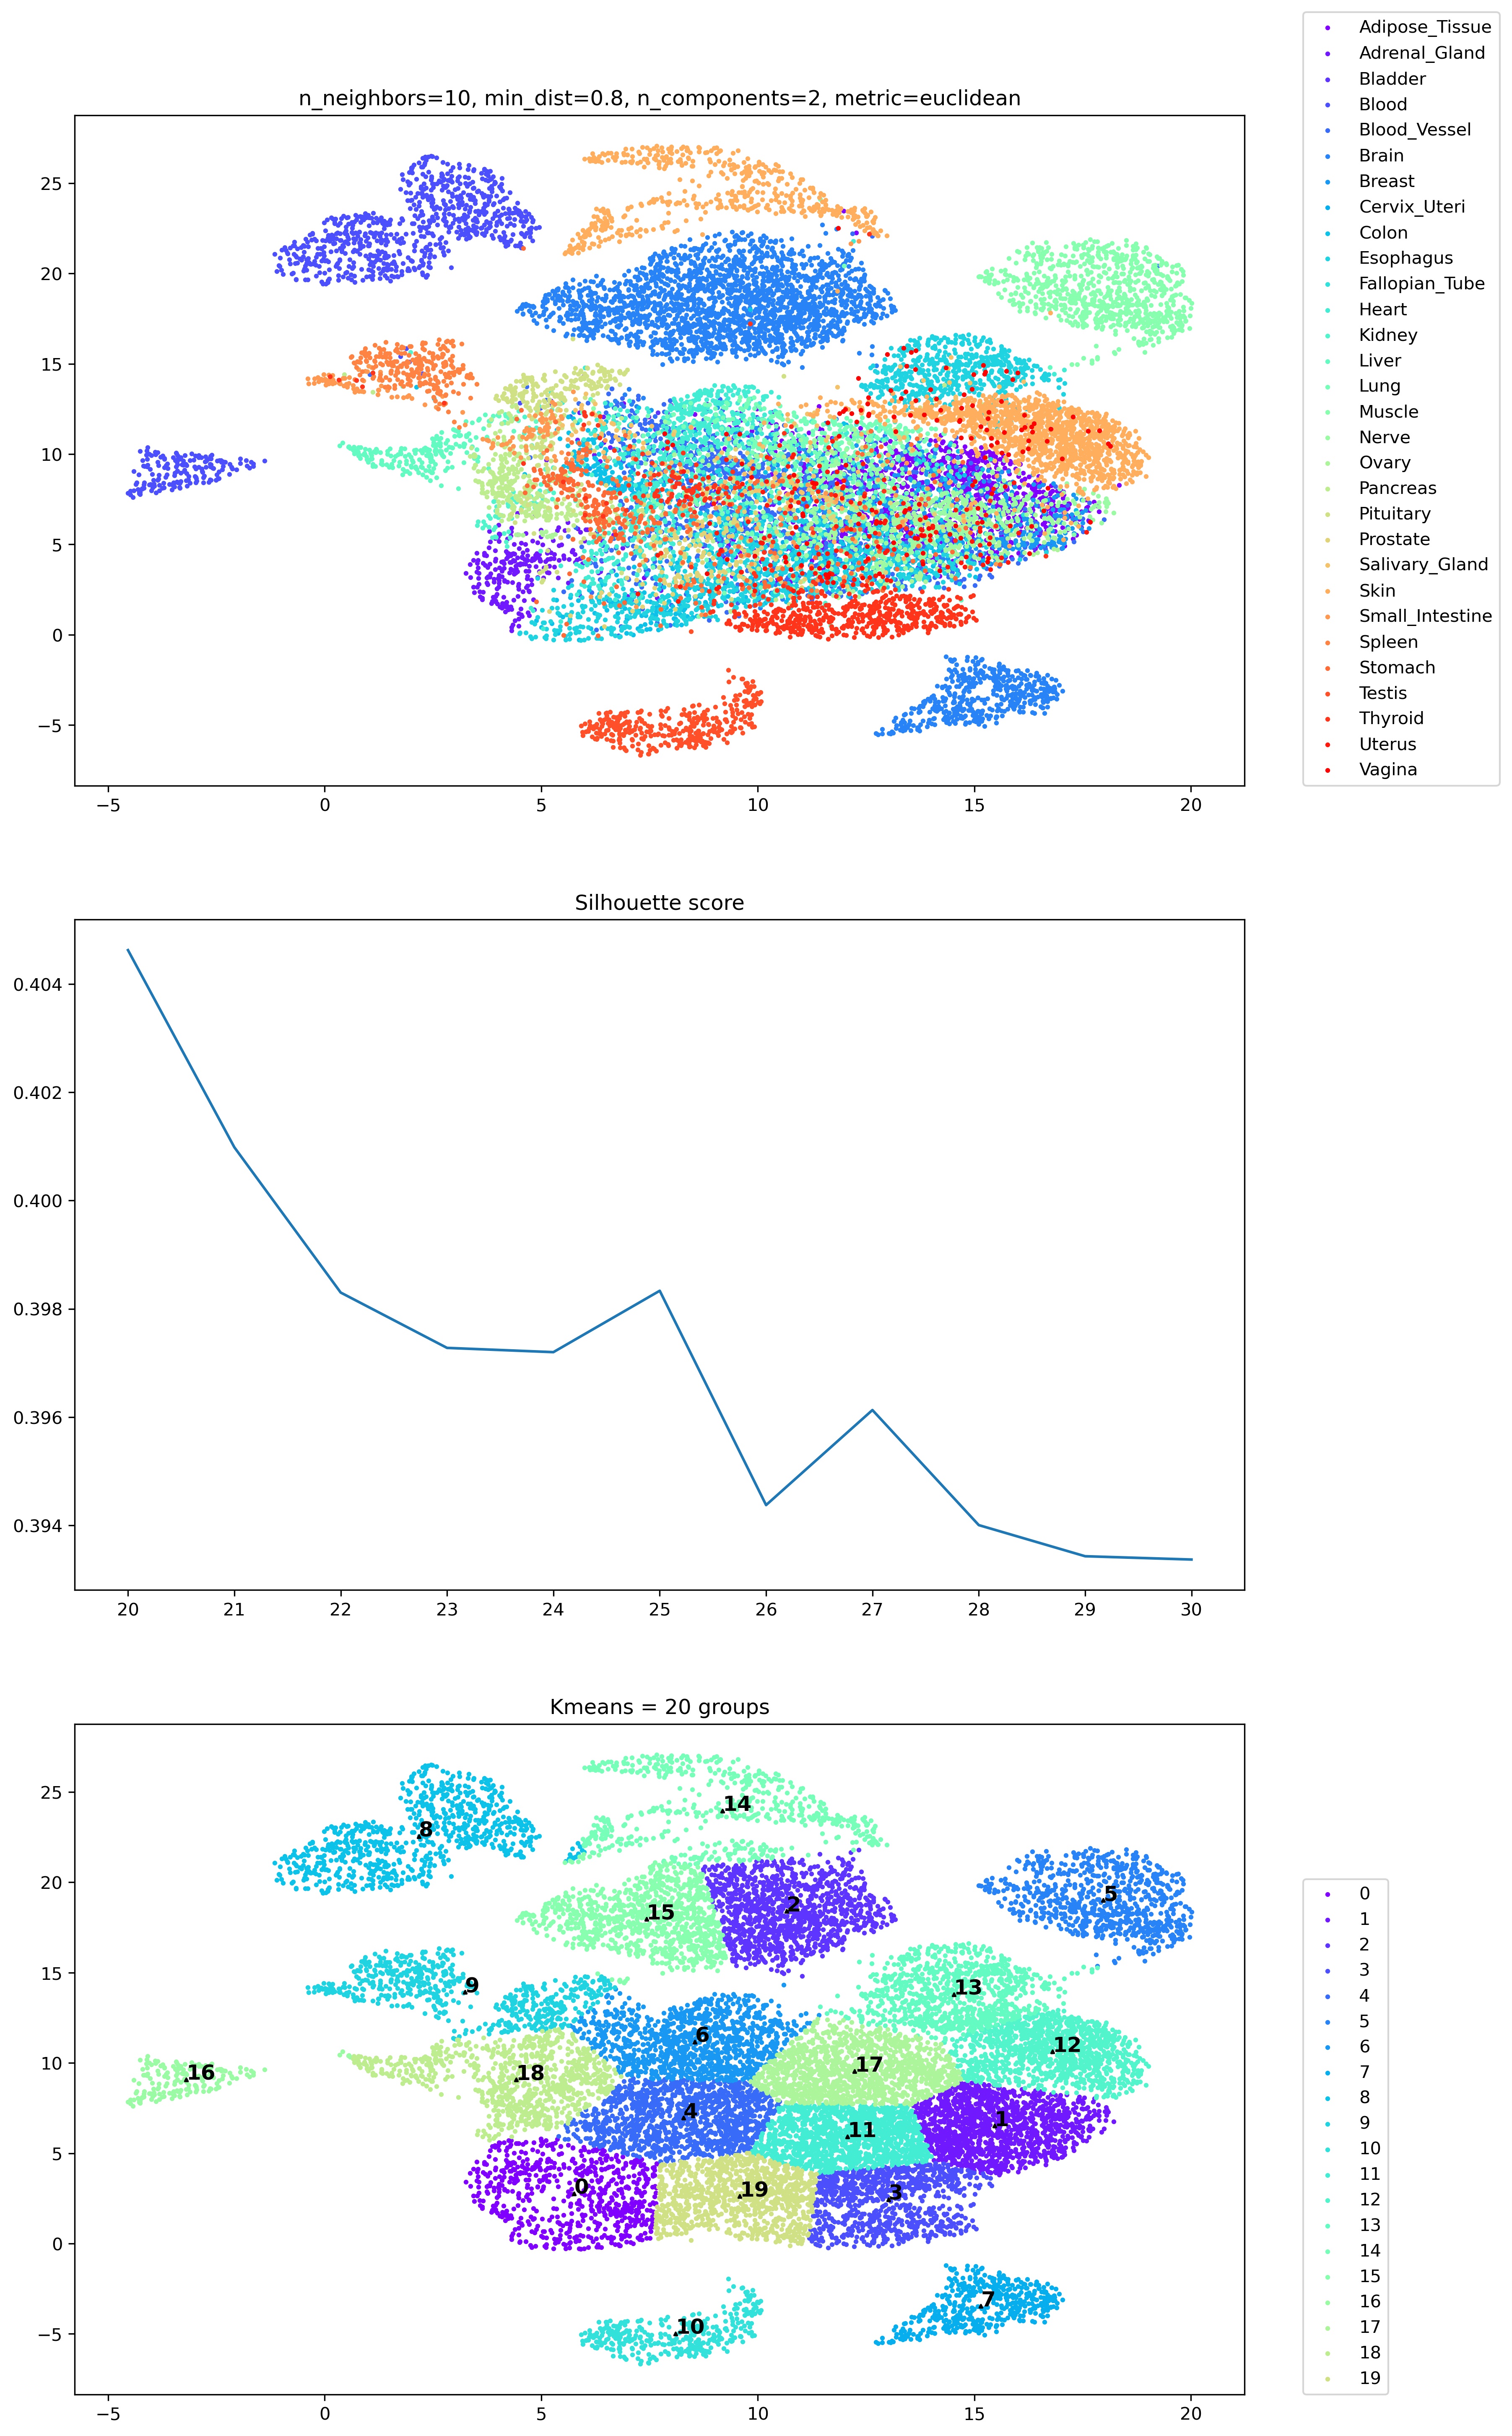 n_neighbors=10, min_dist=0.8, n_components=2, metric=euclidean
25
20
15
10
5
0
−5
−5 0 5 10 15 20
Adipose_Tissue
Adrenal_Gland
Bladder
Blood
Blood_Vessel
Brain
Breast
Cervix_Uteri
Colon
Esophagus
Fallopian_Tube
Heart
Kidney
Liver
Lung
Muscle
Nerve
Ovary
Pancreas
Pituitary
Prostate
Salivary_Gland
Skin
Small_Intestine
Spleen
Stomach
Testis
Thyroid
Uterus
Vagina
Silhouette score
0.404
0.402
0.400
0.398
0.396
0.394
20 21 22 23 24 25 26 27 28 29 30
Kmeans = 20 groups
25
20
15
10
5
0
−5
−5 0 5 10 15 20
14
8
5
2
15
9
13
6
12
16
18
17
4
1
11
0
19
3
7
10
0
1
2
3
4
5
6
7
8
9
10
11
12
13
14
15
16
17
18
19